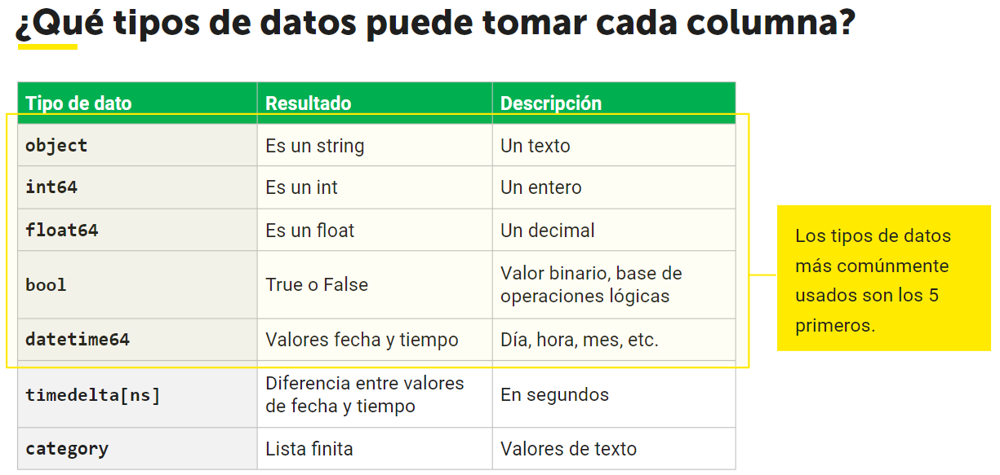 ¿Qué tipos de datos puede tomar cada columna?
Tipo de dato Resultado Descripción
object Es un string Un texto
int64 Es un int Un entero
float64 Es un float Un decimal
bool True o False Valor binario, base de
operaciones lógicas
datetime64 Valores fecha y tiempo Día, hora, mes, etc.
timedelta[ns] Diferencia entre valores
de fecha y tiempo En segundos
category Lista finita Valores de texto
Los tipos de datos
más comúnmente
usados son los 5
primeros.